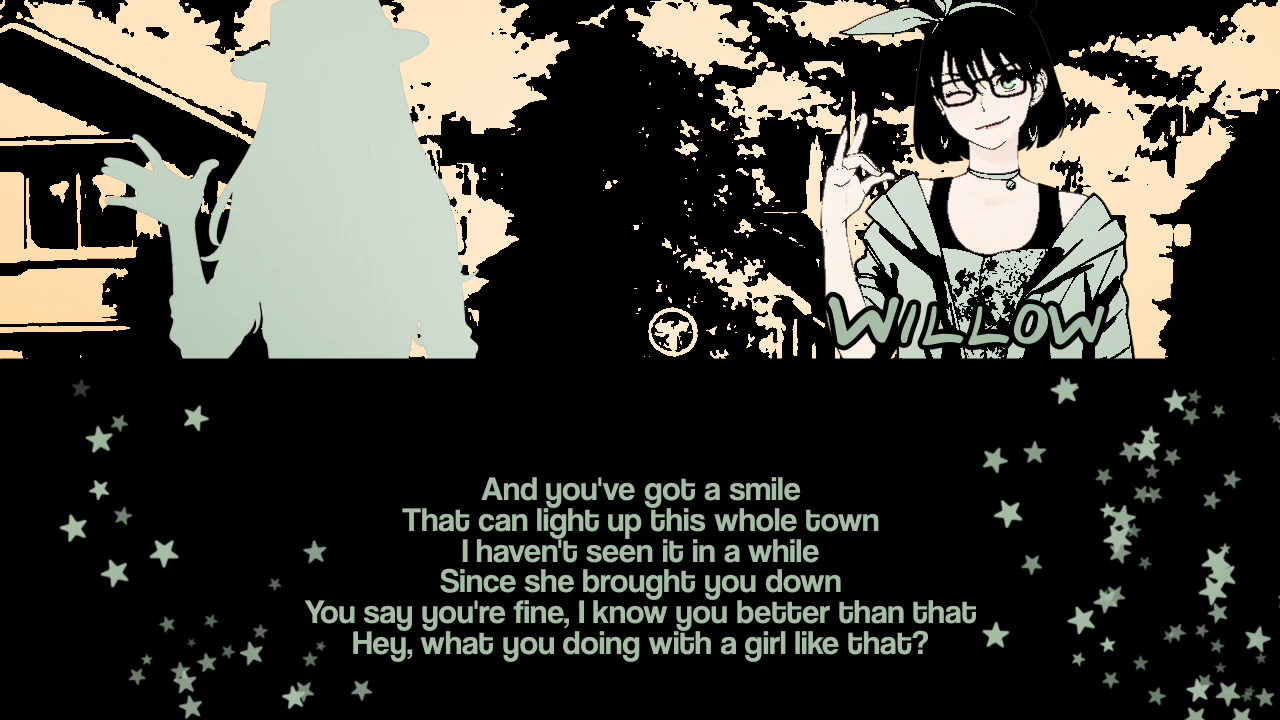 WILLOW
And you've got a smile
That can light up this whole town
I haven't seen it in a while
Since she brought you down
You say you're fine, I know you better than that
Hey, what you doing with a girl like that?